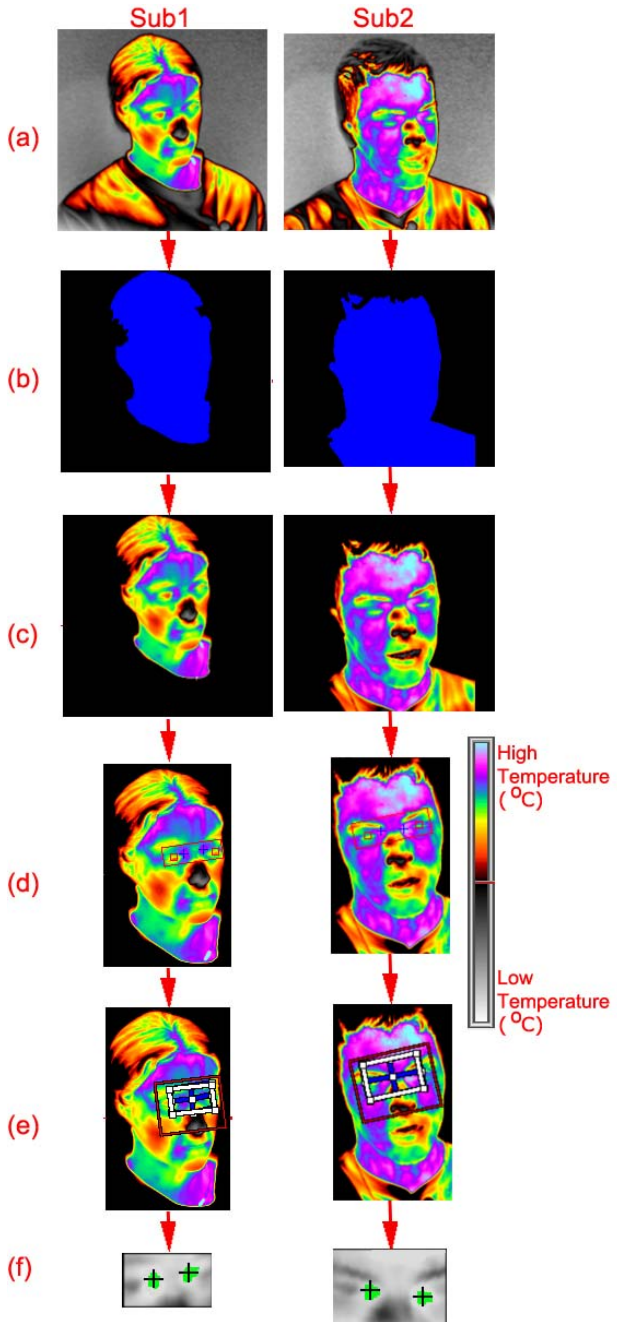 Sub1 Sub2
(a)
(b)
(c)
(d)
High
Temperature
( °C)
Low
Temperature
( °C)
(e)
(f)